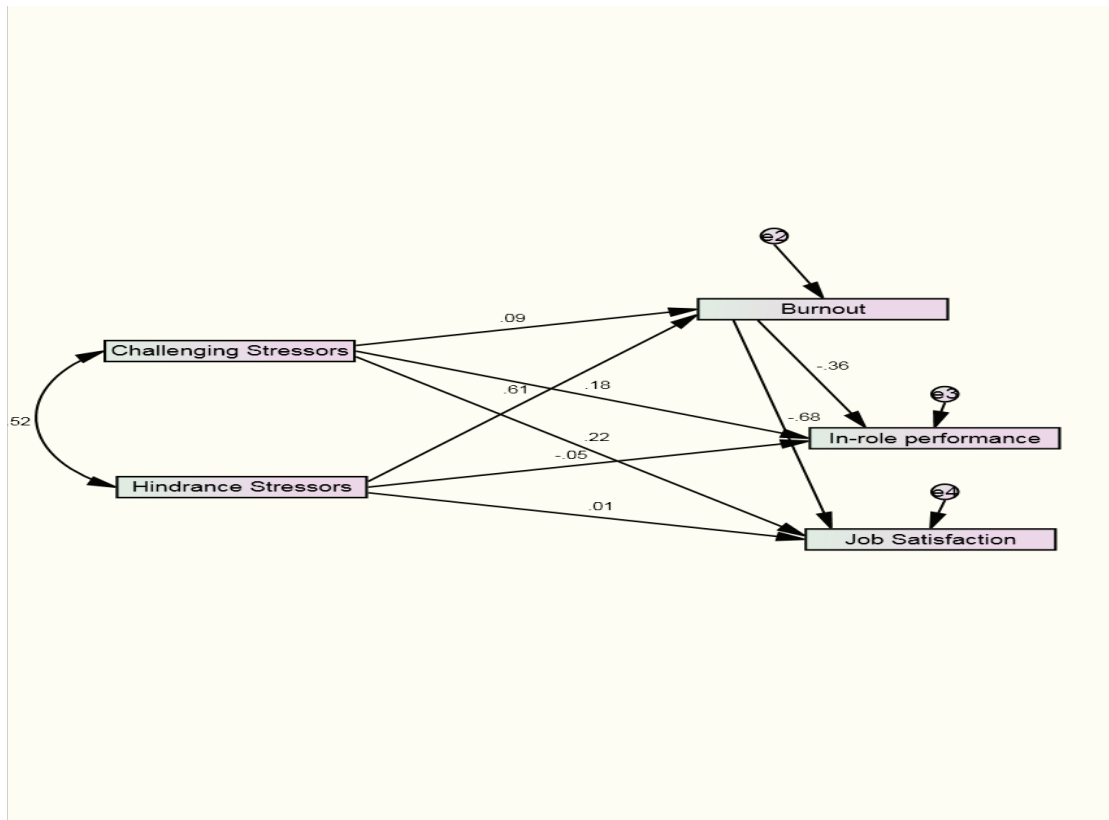 e2
Burnout
.09
Challenging Stressors
-.36
.61
.18
e3
-.68
.52
In-role performance
.22
-.05
Hindrance Stressors
e4
.01
Job Satisfaction